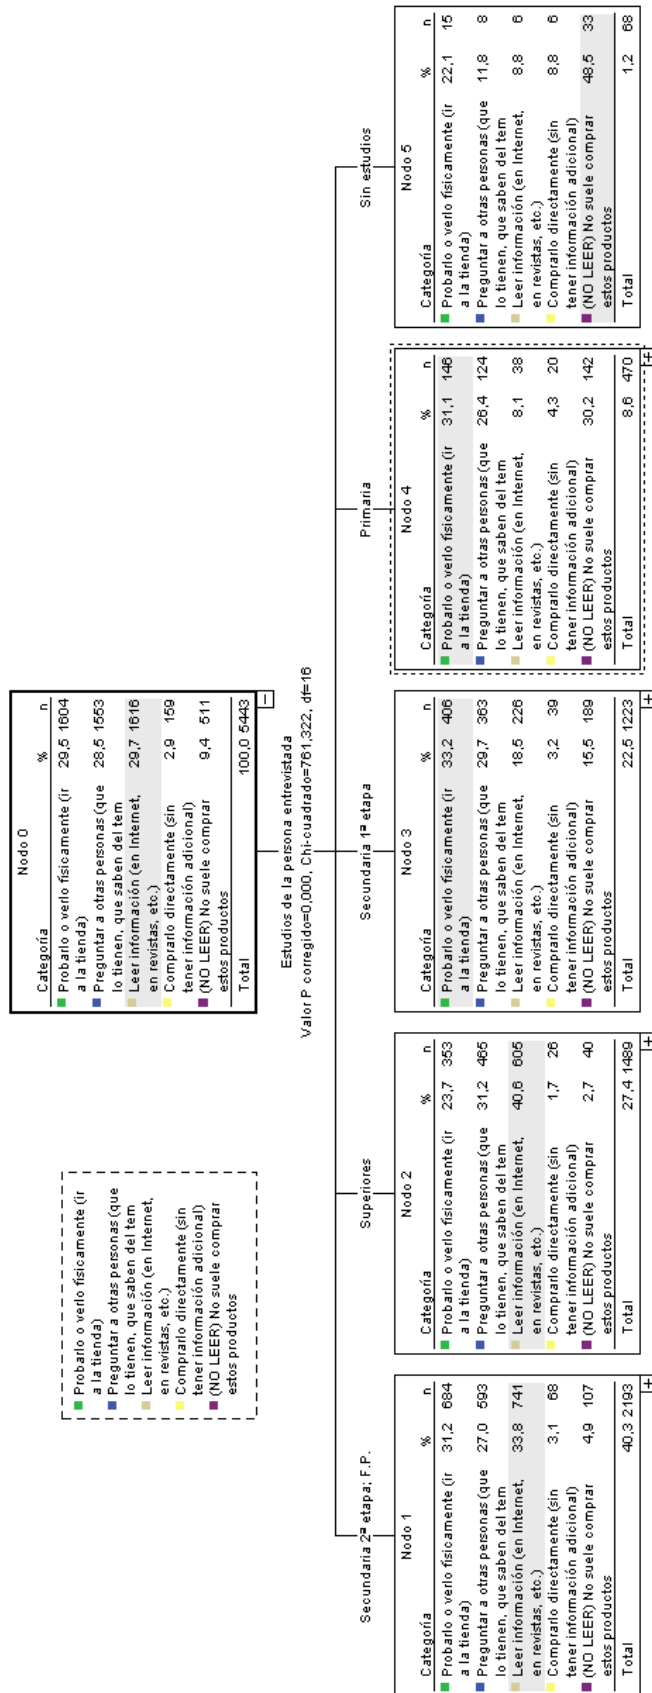 Probarlo o verlo físicamente (ir
a la tienda)
Preguntar a otras personas (que
lo tienen, que saben del tem
Leer información (en Internet,
en revistas, etc.)
Comprarlo directamente (sin
tener información adicional)
(NO LEER) No suele comprar
estos productos
Nodo 0
Categoría % n
Probarlo o verlo físicamente (ir 29,5 1604
a la tienda)
Preguntar a otras personas (que 28,5 1553
lo tienen, que saben del tem
Leer información (en Internet, 29,7 1616
en revistas, etc.)
Comprarlo directamente (sin 2,9 159
tener información adicional)
(NO LEER) No suele comprar 9,4 511
estos productos
Total 100,0 5443
Estudios de la persona entrevistada
Valor P corregido=0,000, Chi-cuadrado=761,322, df=16
Secundaria 2ª etapa; F.P.
Nodo 1
Categoría % n
Probarlo o verlo físicamente (ir 31,2 684
a la tienda)
Preguntar a otras personas (que 27,0 593
lo tienen, que saben del tem
Leer información (en Internet, 33,8 741
en revistas, etc.)
Comprarlo directamente (sin 3,1 68
tener información adicional)
(NO LEER) No suele comprar 4,9 107
estos productos
Total 40,3 2193
Superiores
Nodo 2
Categoría % n
Probarlo o verlo físicamente (ir 23,7 353
a la tienda)
Preguntar a otras personas (que 31,2 465
lo tienen, que saben del tem
Leer información (en Internet, 40,6 605
en revistas, etc.)
Comprarlo directamente (sin 1,7 26
tener información adicional)
(NO LEER) No suele comprar 2,7 40
estos productos
Total 27,4 1489
Secundaria 1ª etapa
Nodo 3
Categoría % n
Probarlo o verlo físicamente (ir 33,2 406
a la tienda)
Preguntar a otras personas (que 29,7 363
lo tienen, que saben del tem
Leer información (en Internet, 18,5 226
en revistas, etc.)
Comprarlo directamente (sin 3,2 39
tener información adicional)
(NO LEER) No suele comprar 15,5 189
estos productos
Total 22,5 1223
Primaria
Nodo 4
Categoría % n
Probarlo o verlo físicamente (ir 31,1 146
a la tienda)
Preguntar a otras personas (que 26,4 124
lo tienen, que saben del tem
Leer información (en Internet, 8,1 38
en revistas, etc.)
Comprarlo directamente (sin 4,3 20
tener información adicional)
(NO LEER) No suele comprar 30,2 142
estos productos
Total 8,6 470
Sin estudios
Nodo 5
Categoría % n
Probarlo o verlo físicamente (ir 22,1 15
a la tienda)
Preguntar a otras personas (que 11,8 8
lo tienen, que saben del tem
Leer información (en Internet, 8,8 6
en revistas, etc.)
Comprarlo directamente (sin 8,8 6
tener información adicional)
(NO LEER) No suele comprar 48,5 33
estos productos
Total 1,2 68